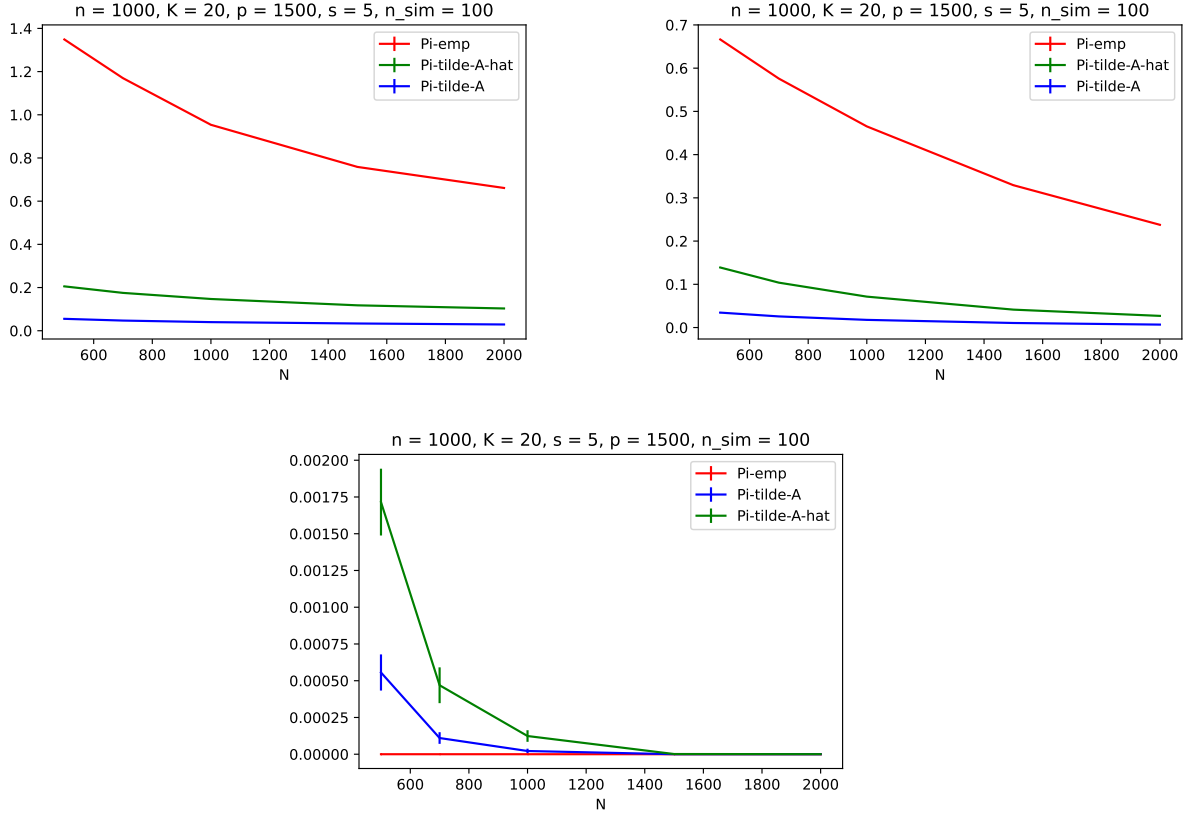 n = 1000, K = 20, p = 1500, s = 5, n_sim = 100
1.4
1.2
1.0
0.8
0.6
0.4
0.2
0.0
Pi-emp
Pi-tilde-A-hat
Pi-tilde-A
600 800 1000 1200 1400 1600 1800 2000
N
n = 1000, K = 20, p = 1500, s = 5, n_sim = 100
0.7
0.6
0.5
0.4
0.3
0.2
0.1
0.0
Pi-emp
Pi-tilde-A-hat
Pi-tilde-A
600 800 1000 1200 1400 1600 1800 2000
N
n = 1000, K = 20, s = 5, p = 1500, n_sim = 100
0.00200
0.00175
0.00150
0.00125
0.00100
0.00075
0.00050
0.00025
0.00000
Pi-emp
Pi-tilde-A
Pi-tilde-A-hat
600 800 1000 1200 1400 1600 1800 2000
N